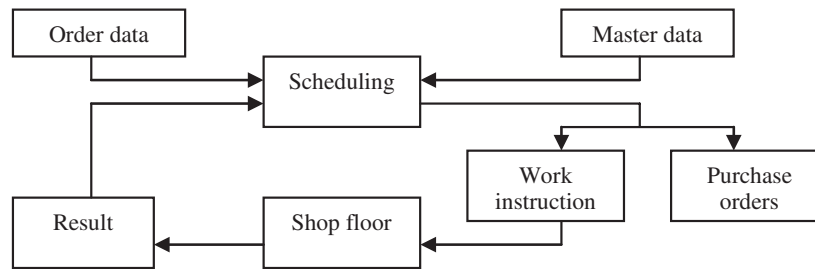 Order data
Master data
Scheduling
Work
instruction
Purchase
orders
Result
Shop floor